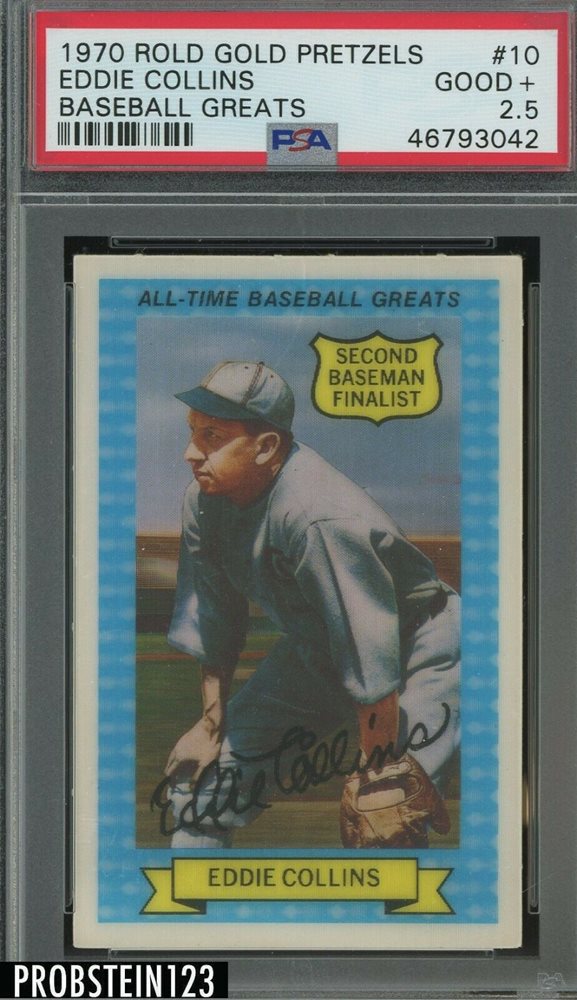 1970 ROLD GOLD PRETZELS #10
EDDIE COLLINS GOOD +
BASEBALL GREATS 2.5
PSA 46793042
ALL-TIME BASEBALL GREATS
SECOND
BASEMAN
FINALIST
Eddie Collins
EDDIE COLLINS
PROBSTEIN123
PSA